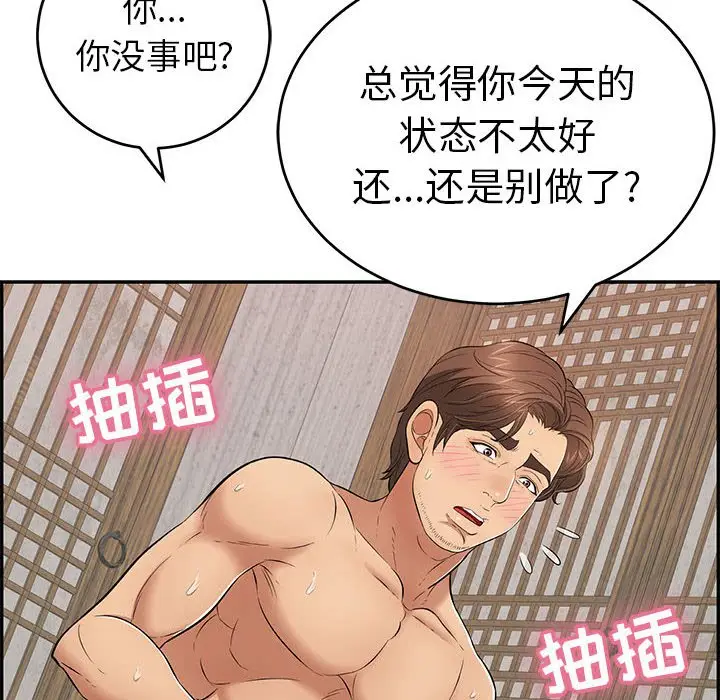 你...
你没事吧?
总觉得你今天的
状态不太好
还...还是别做了?
抽插
抽插